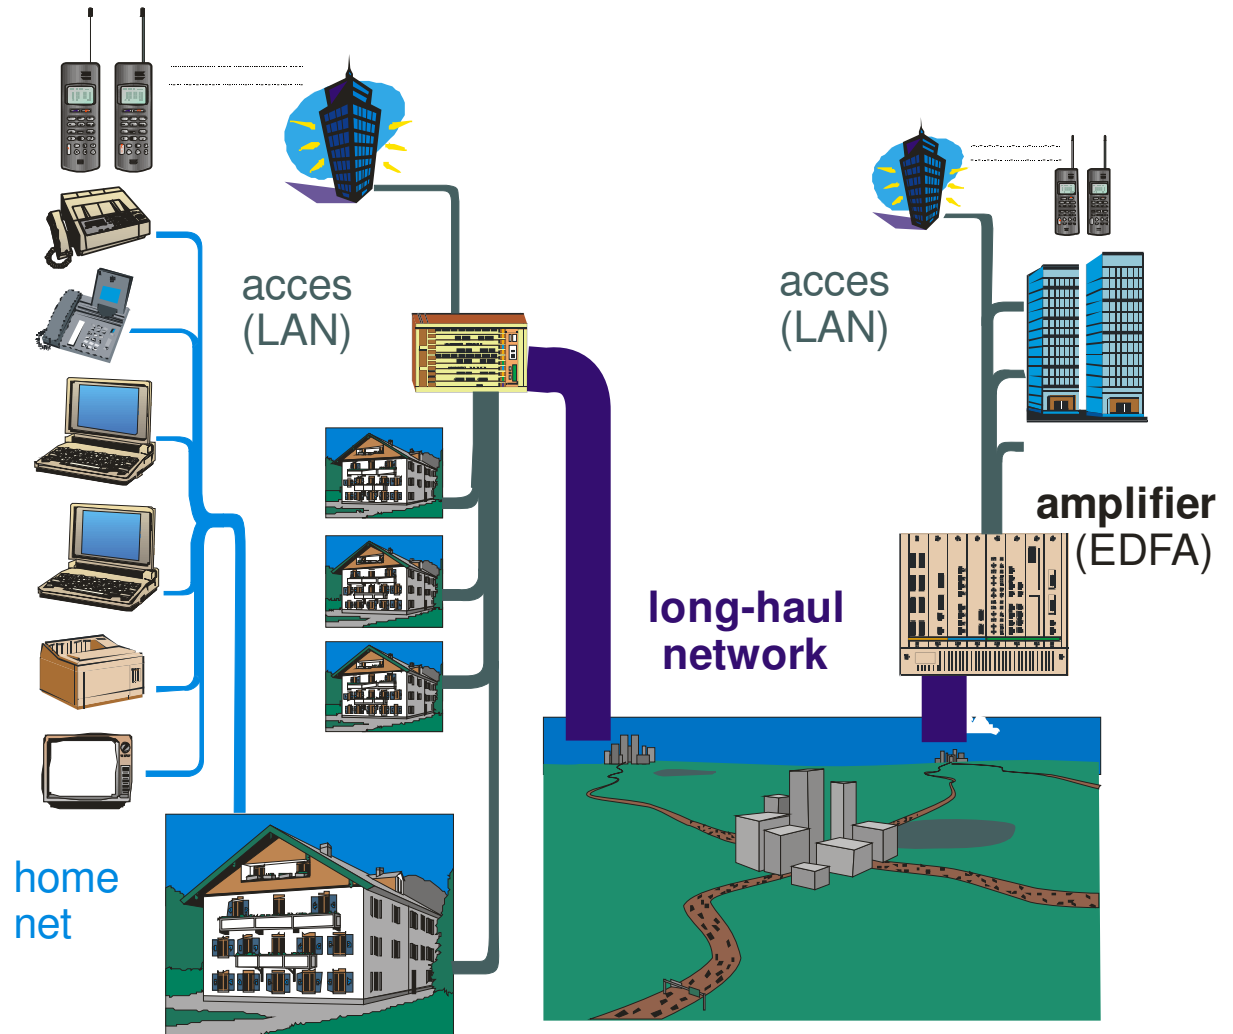 acces
(LAN)
acces
(LAN)
amplifier
(EDFA)
long-haul
network
home
net